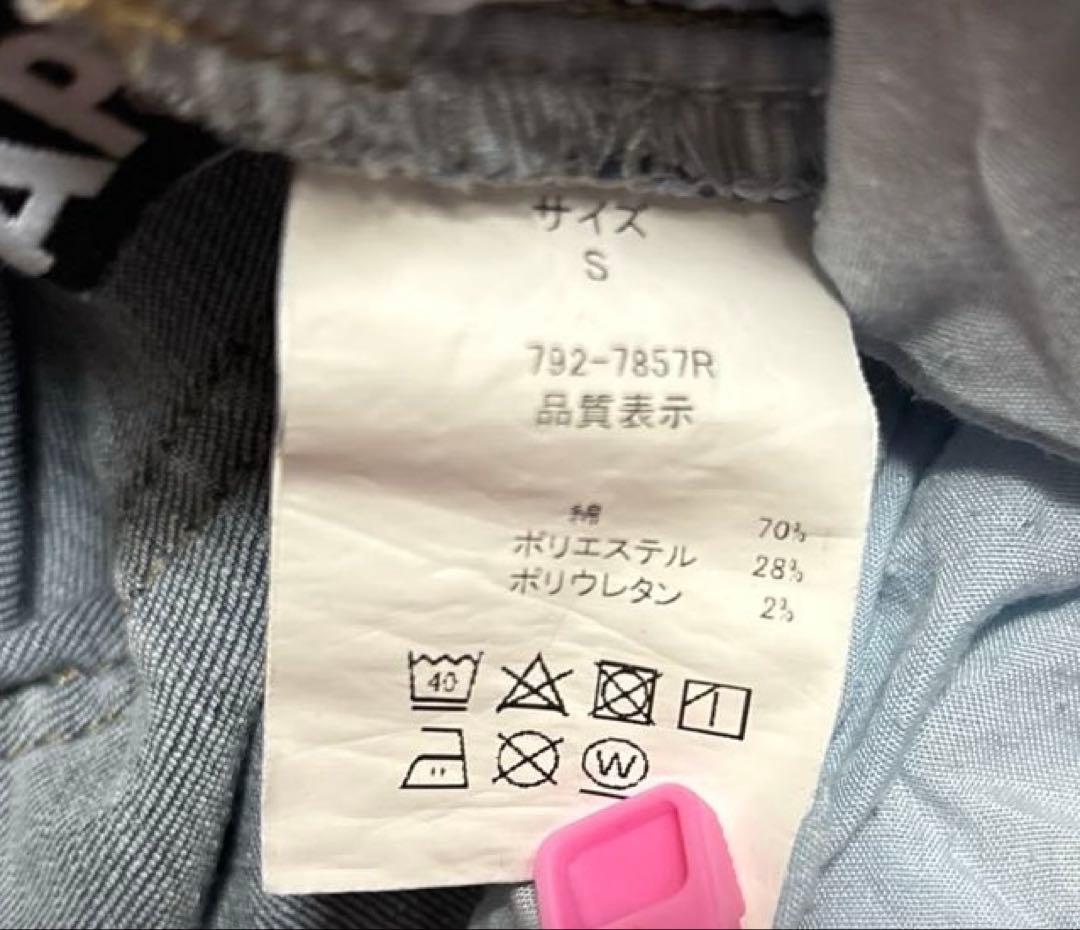 サイズ
S
792-7857R
品質表示
綿 70%
ポリエステル 28%
ポリウレタン 2%
40
W